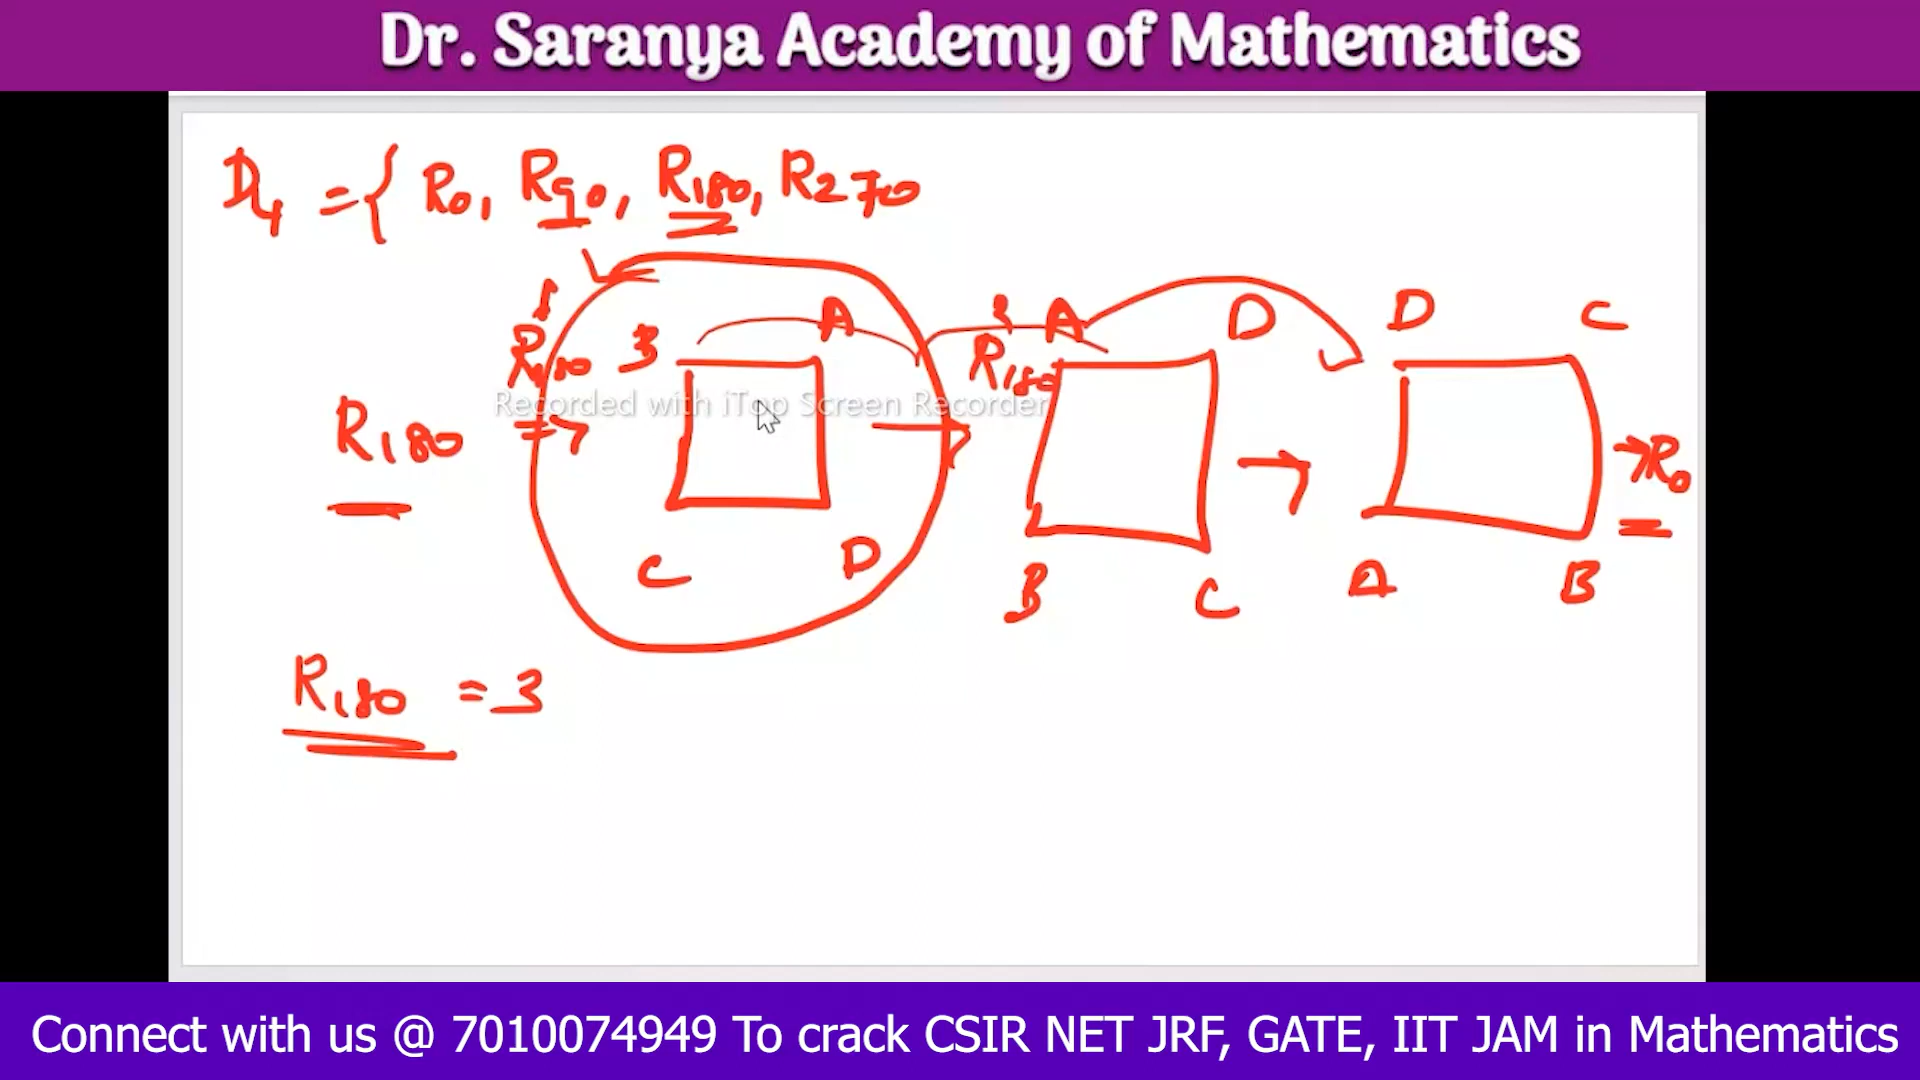 Dr. Saranya Academy of Mathematics
D4 = { R0, R90, R180, R270
R180 B A R180 A D D C
Recorded with iTop Screen Recorder
R180 → → → → R0
C D B C A B
R180 = 3
Connect with us @ 7010074949 To crack CSIR NET JRF, GATE, IIT JAM in Mathematics